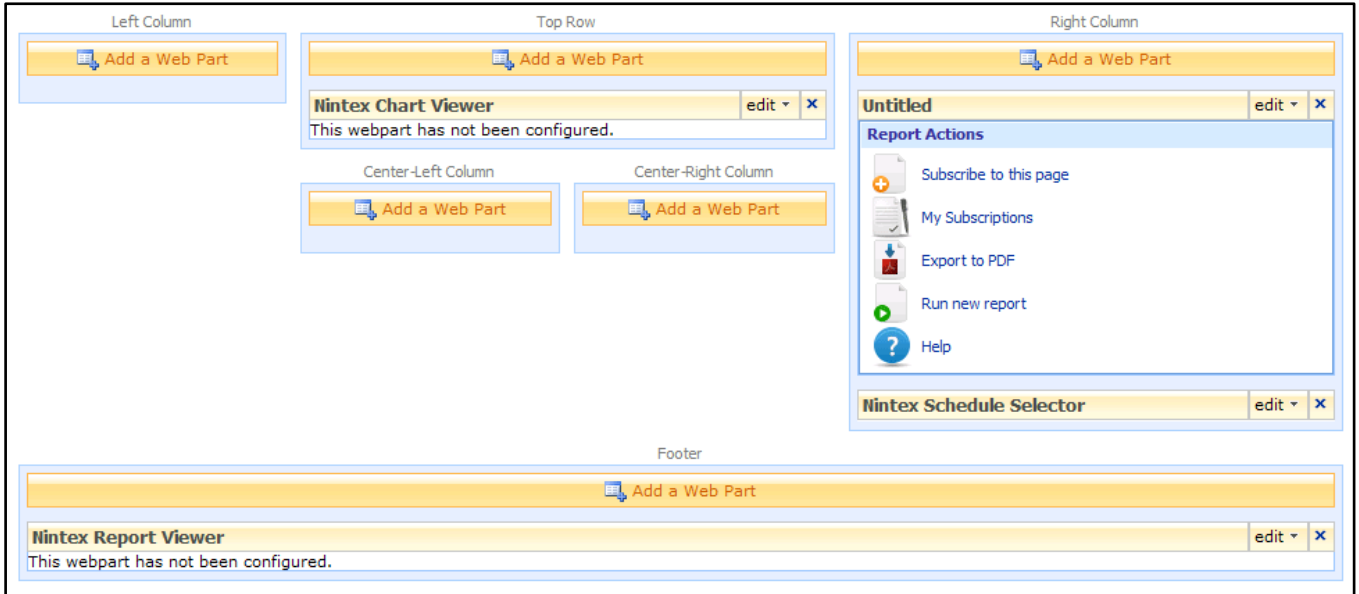 Left Column
Add a Web Part
Top Row
Add a Web Part
Nintex Chart Viewer edit ×
This webpart has not been configured.
Center-Left Column
Add a Web Part
Center-Right Column
Add a Web Part
Right Column
Add a Web Part
Untitled edit ×
Report Actions
Subscribe to this page
My Subscriptions
Export to PDF
Run new report
? Help
Nintex Schedule Selector edit ×
Footer
Add a Web Part
Nintex Report Viewer edit ×
This webpart has not been configured.